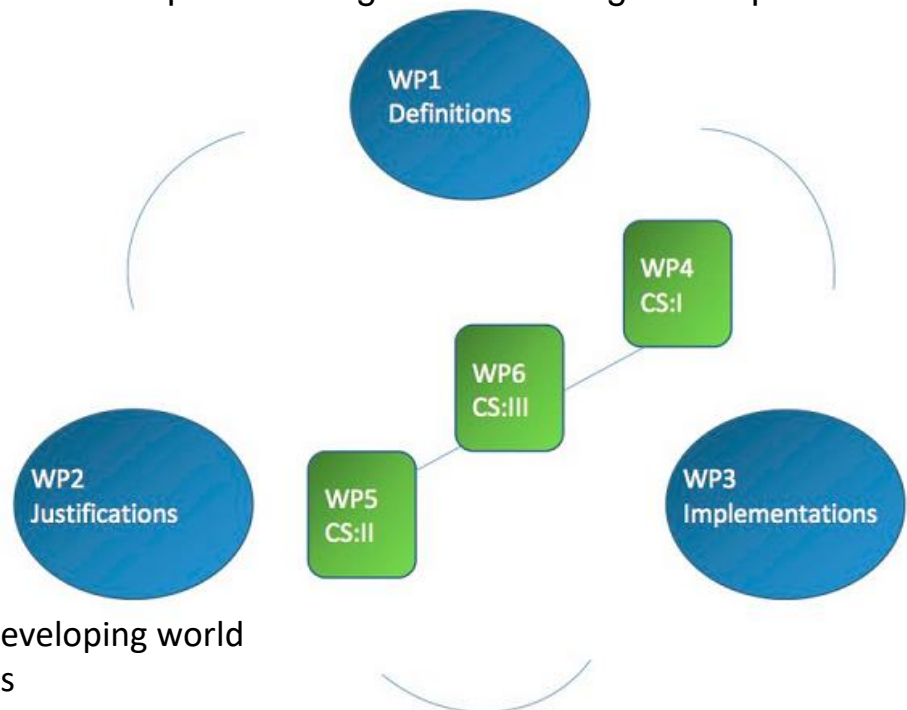 WP1
Definitions
WP4
CS:I
WP6
CS:III
WP2
Justifications
WP5
CS:II
WP3
Implementations
eveloping world
s